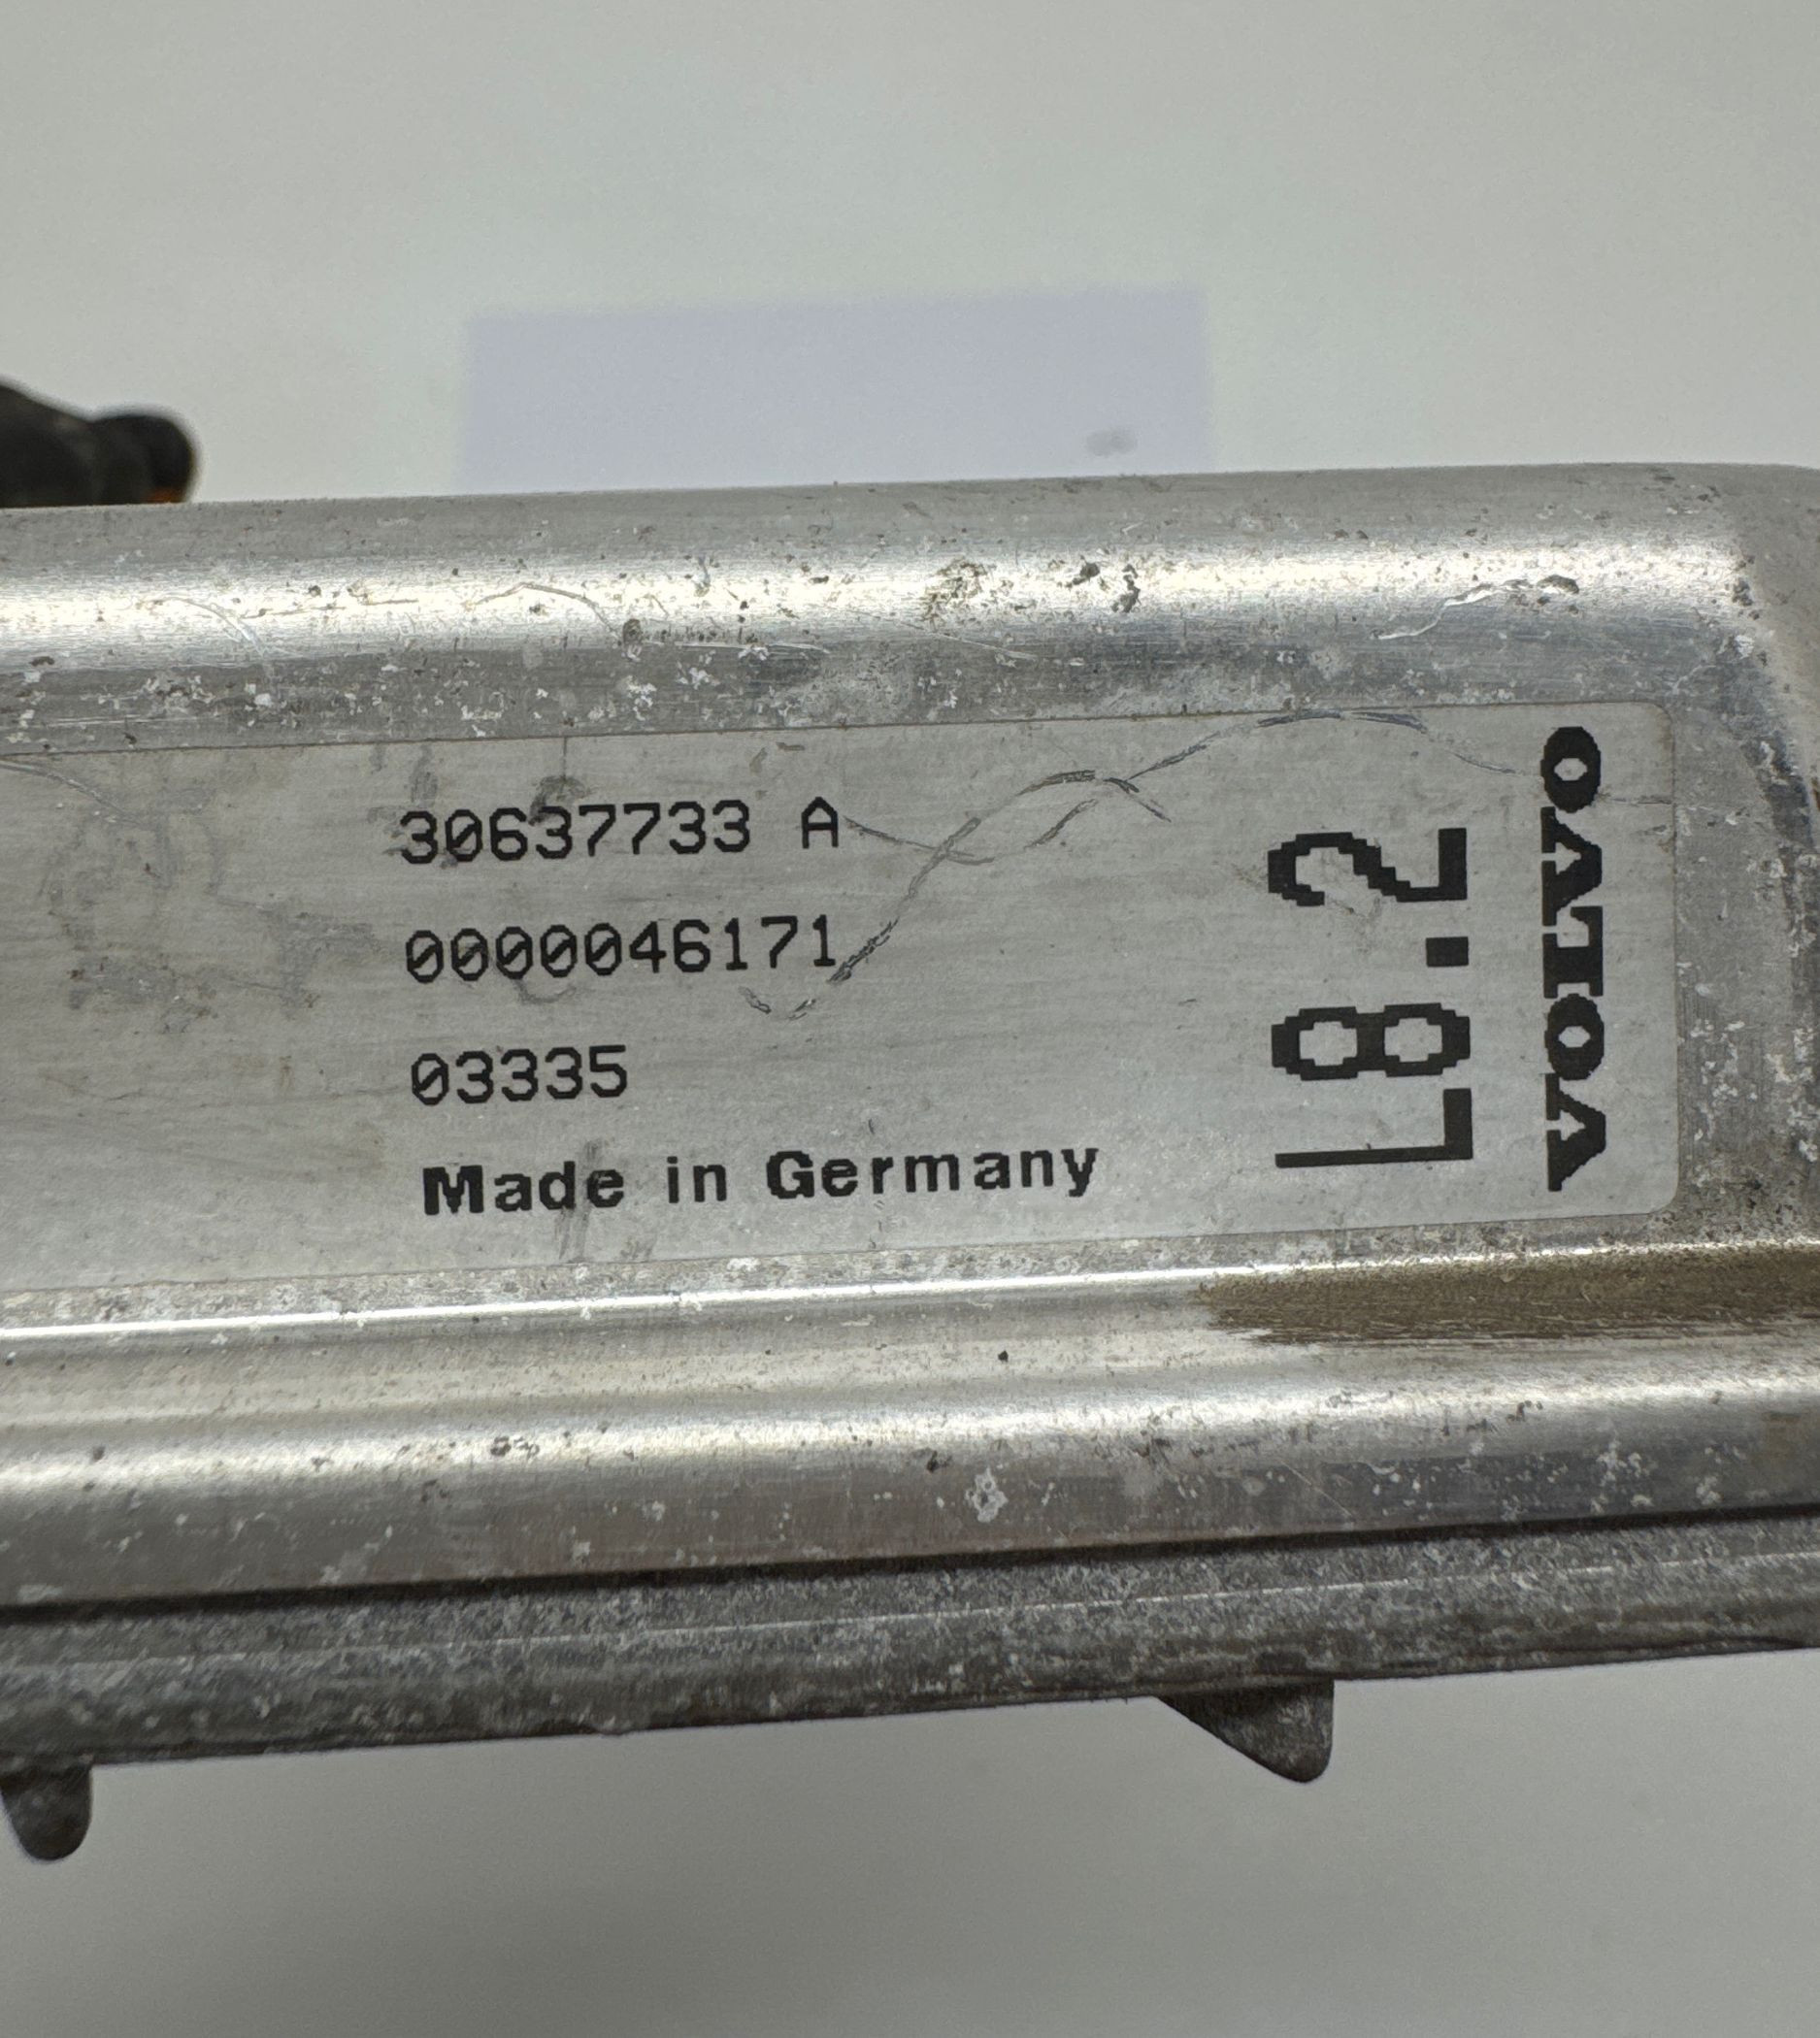 30637733 A
0000046171
03335
Made in Germany
L8.2
VOLVO